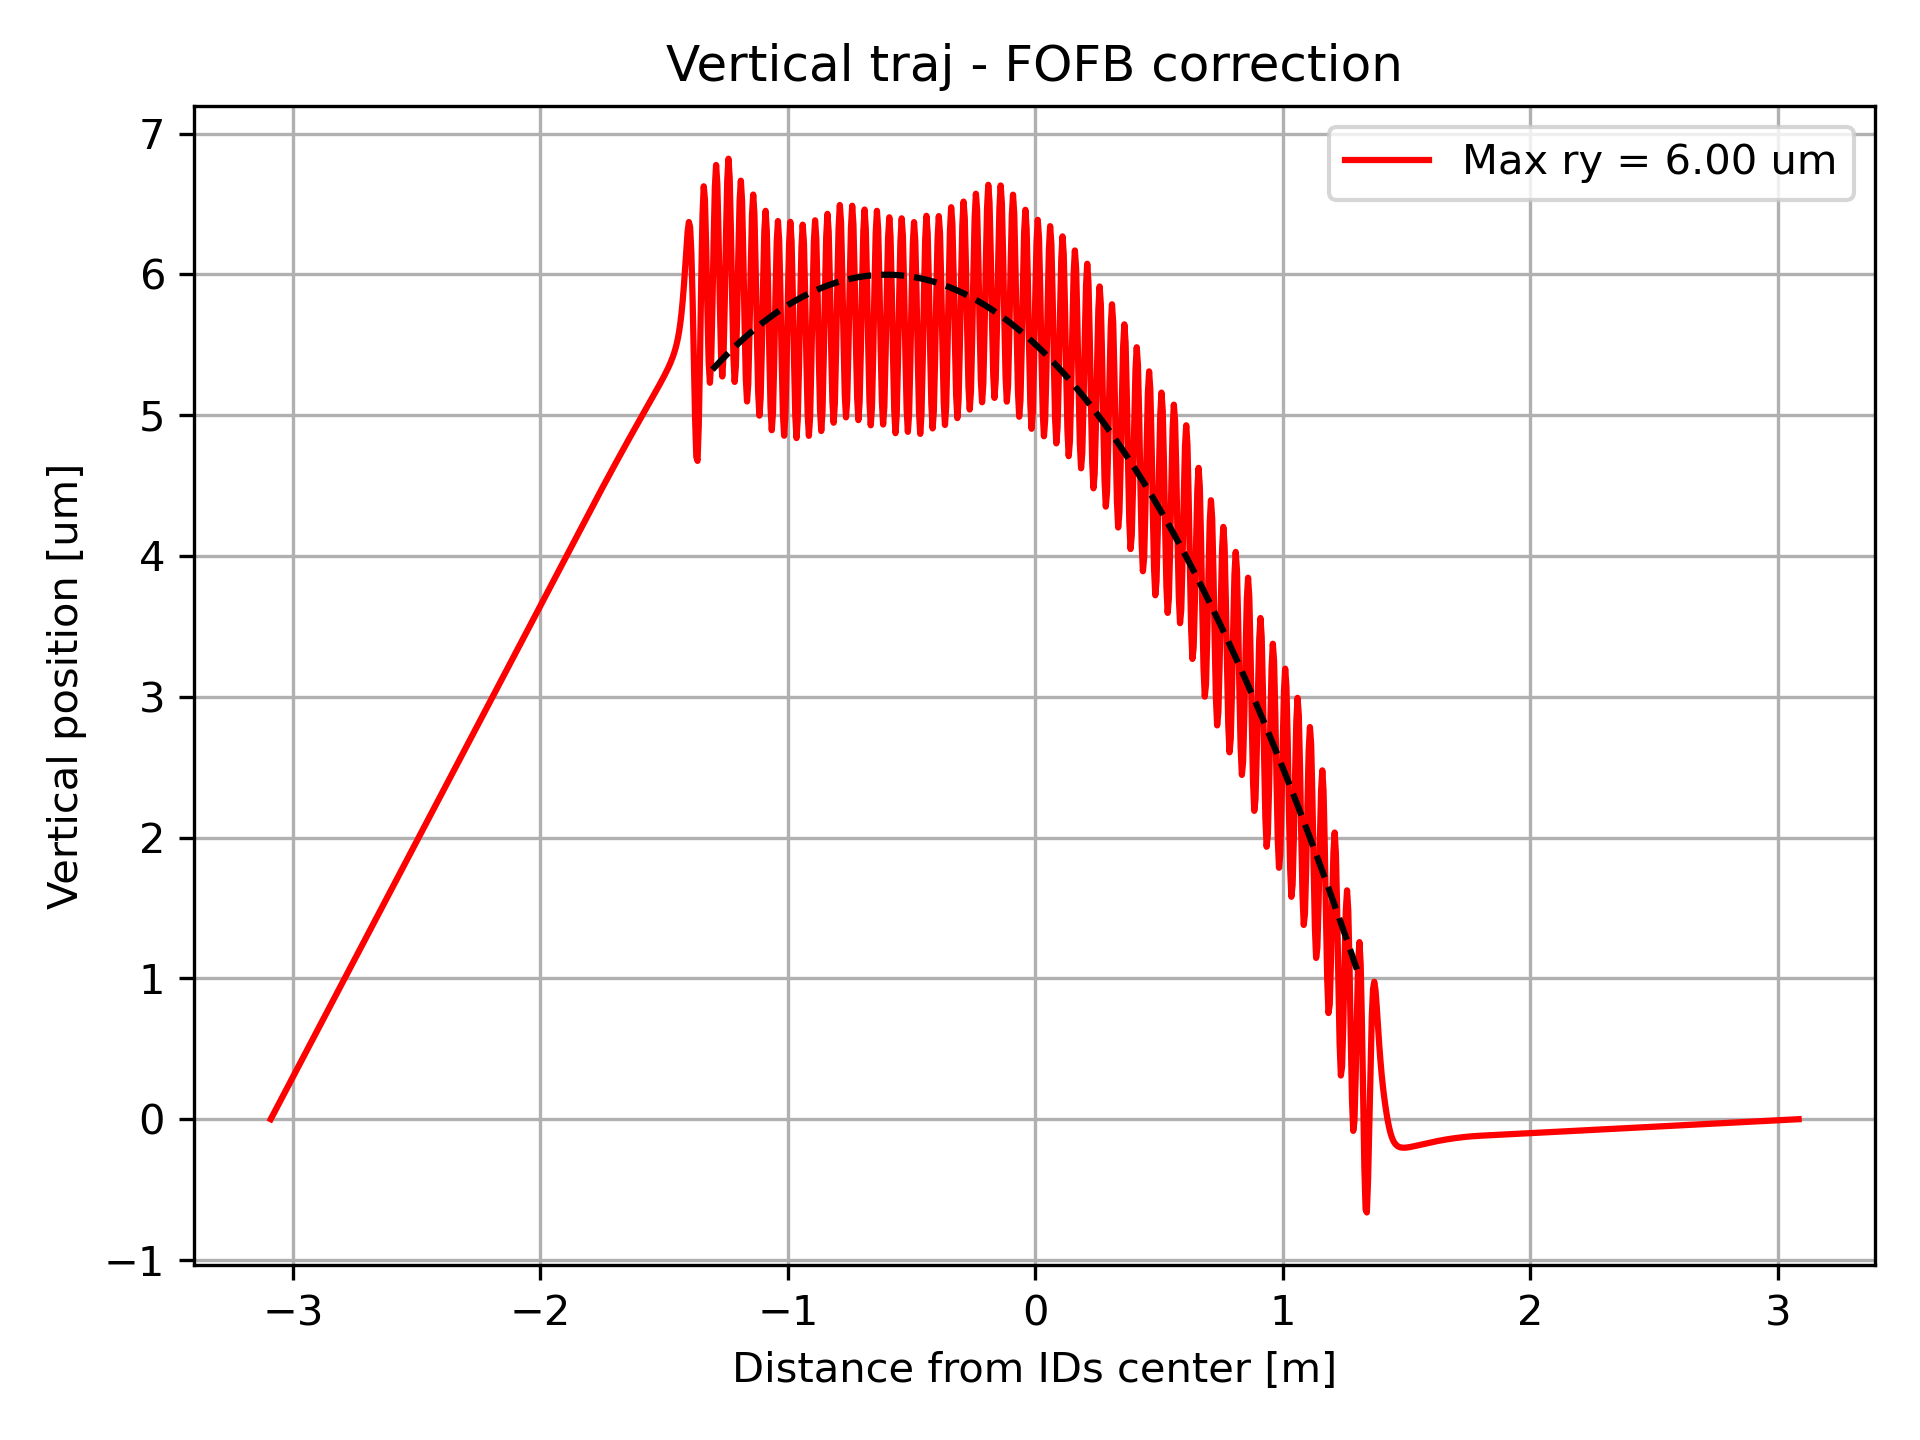 Vertical traj - FOFB correction
Max ry = 6.00 um
Vertical position [um]
7
6
5
4
3
2
1
0
−1
−3 −2 −1 0 1 2 3
Distance from IDs center [m]